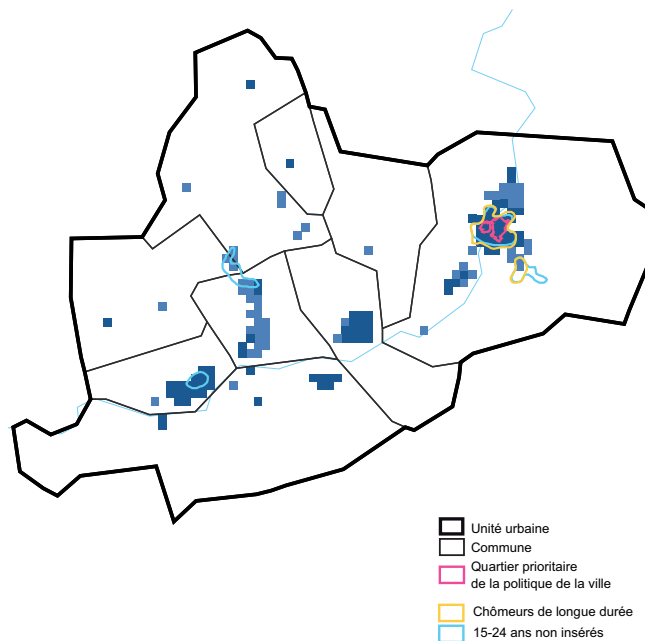 Unité urbaine
Commune
Quartier prioritaire
de la politique de la ville
Chômeurs de longue durée
15-24 ans non insérés